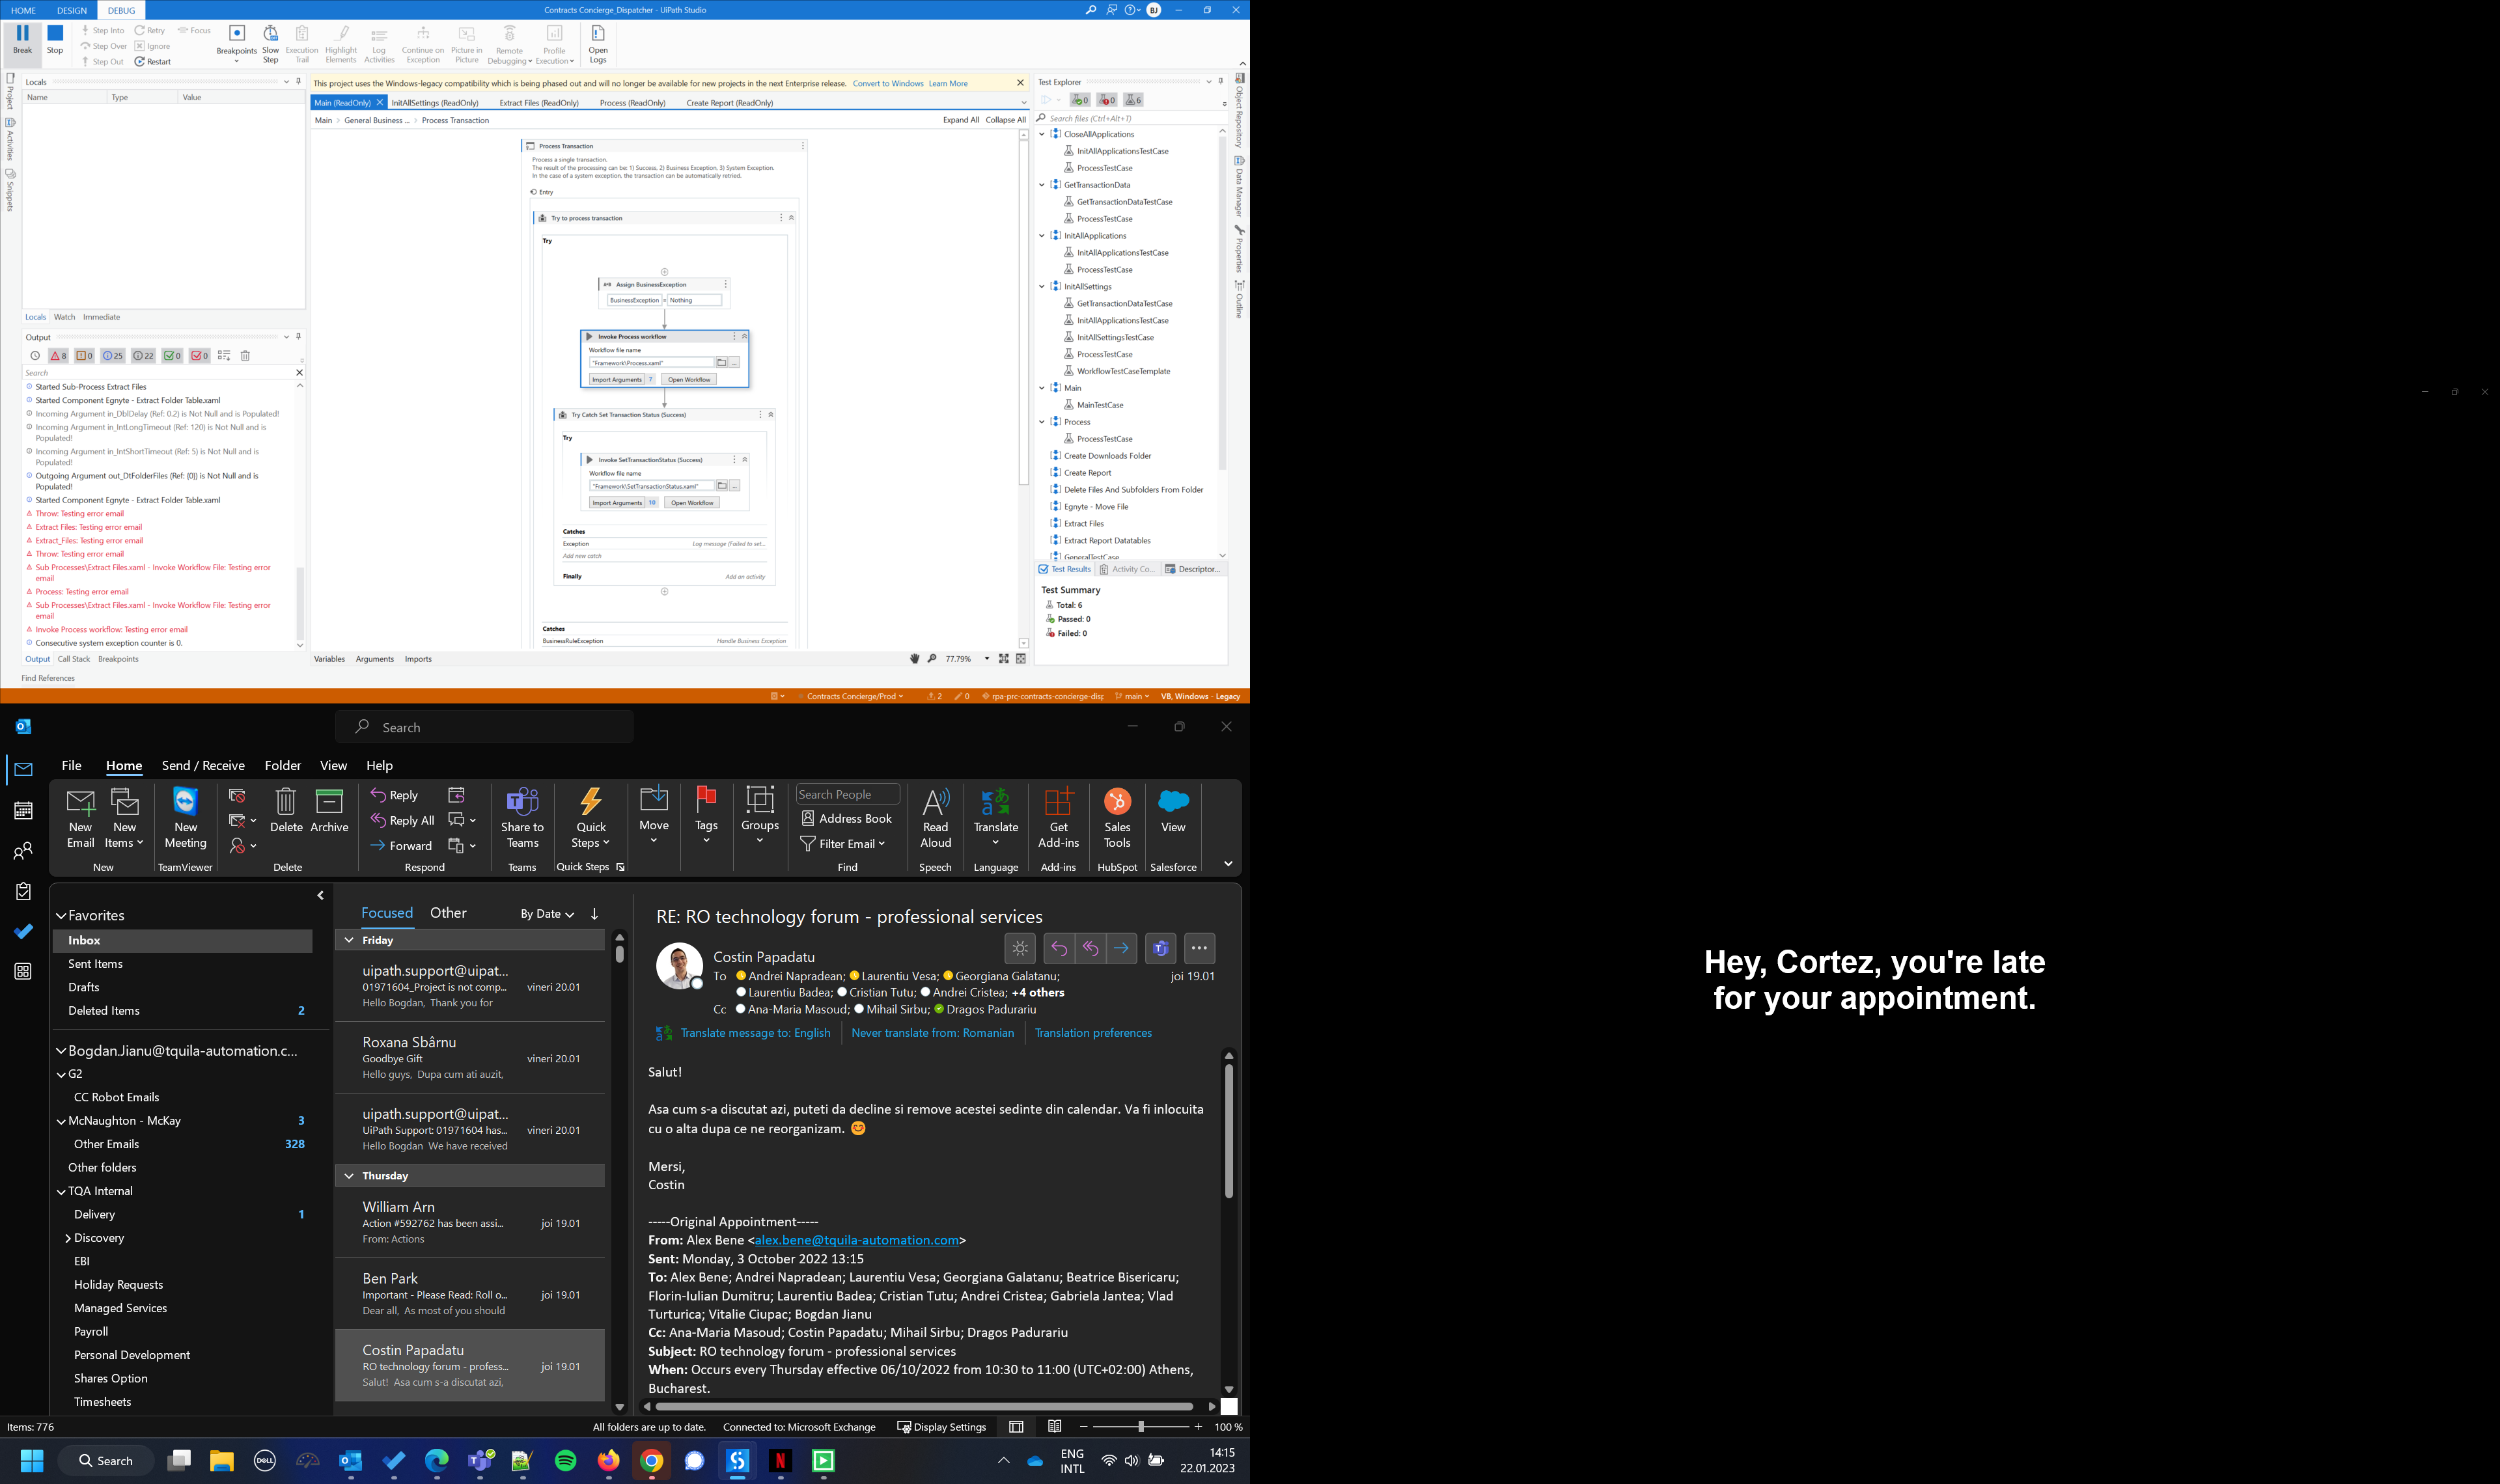 HOME DESIGN DEBUG
Contracts Concierge_Dispatcher - UiPath Studio
BJ
Break
Stop
Step Into Retry Focus
Step Over Ignore
Step Out Restart
Breakpoints
Slow Step
Execution Trail
Highlight Elements
Log Activities
Continue on Exception
Picture in Picture
Remote Debugging
Profile Execution
Open Logs
Project
Activities
Snippets
Locals
Name Type Value
Locals Watch Immediate
Output
8 0 25 22 0 0
Search
Started Sub-Process Extract Files
Started Component Egnyte - Extract Folder Table.xaml
Incoming Argument in_DblDelay (Ref: 0.2) is Not Null and is Populated!
Incoming Argument in_IntLongTimeout (Ref: 120) is Not Null and is
Populated!
Incoming Argument in_IntShortTimeout (Ref: 5) is Not Null and is
Populated!
Outgoing Argument out_DtFolderFiles (Ref: {0}) is Not Null and is
Populated!
Started Component Egnyte - Extract Folder Table.xaml
Throw: Testing error email
Extract Files: Testing error email
Extract_Files: Testing error email
Throw: Testing error email
Sub Processes\Extract Files.xaml - Invoke Workflow File: Testing error
email
Process: Testing error email
Sub Processes\Extract Files.xaml - Invoke Workflow File: Testing error
email
Invoke Process workflow: Testing error email
Consecutive system exception counter is 0.
Output Call Stack Breakpoints
Find References
This project uses the Windows-legacy compatibility which is being phased out and will no longer be available for new projects in the next Enterprise release. Convert to Windows Learn More
Main (ReadOnly) InitAllSettings (ReadOnly) Extract Files (ReadOnly) Process (ReadOnly) Create Report (ReadOnly)
Main > General Business ... > Process Transaction
Expand All Collapse All
Process Transaction
Process a single transaction.
The result of the processing can be: 1) Success, 2) Business Exception, 3) System Exception.
In the case of a system exception, the transaction can be automatically retried.
Entry
Try to process transaction
Try
Assign BusinessException
BusinessException = Nothing
Invoke Process workflow
Workflow file name
"Framework\Process.xaml"
Import Arguments 7 Open Workflow
Try Catch Set Transaction Status (Success)
Try
Invoke SetTransactionStatus (Success)
Workflow file name
"Framework\SetTransactionStatus.xaml"
Import Arguments 10 Open Workflow
Catches
Exception Log message (Failed to set...
Add new catch
Finally Add an activity
Catches
BusinessRuleException Handle Business Exception
Variables Arguments Imports
77.79%
Test Explorer
0 0 6
Search files (Ctrl+Alt+T)
CloseAllApplications
InitAllApplicationsTestCase
ProcessTestCase
GetTransactionData
GetTransactionDataTestCase
ProcessTestCase
InitAllApplications
InitAllApplicationsTestCase
ProcessTestCase
InitAllSettings
GetTransactionDataTestCase
InitAllApplicationsTestCase
InitAllSettingsTestCase
ProcessTestCase
WorkflowTestCaseTemplate
Main
MainTestCase
Process
ProcessTestCase
Create Downloads Folder
Create Report
Delete Files And Subfolders From Folder
Egnyte - Move File
Extract Files
Extract Report Datatables
GeneralTestCase
Test Results Activity Co... Descriptor...
Test Summary
Total: 6
Passed: 0
Failed: 0
Object Repository
Data Manager
Properties
Outline
Contracts Concierge/Prod 2 0 rpa-prc-contracts-concierge-disp main VB, Windows - Legacy
Search
File Home Send / Receive Folder View Help
New Email
New Items
New
New Meeting
TeamViewer
Delete
Archive
Delete
Reply
Reply All
Forward
Respond
Share to Teams
Teams
Quick Steps
Quick Steps
Move
Tags
Groups
Search People
Address Book
Filter Email
Find
Read Aloud
Speech
Translate
Language
Get Add-ins
Add-ins
Sales Tools
HubSpot
View
Salesforce
Favorites
Inbox
Sent Items
Drafts
Deleted Items 2
Bogdan.Jianu@tquila-automation.c...
G2
CC Robot Emails
McNaughton - McKay 3
Other Emails 328
Other folders
TQA Internal
Delivery 1
Discovery
EBI
Holiday Requests
Managed Services
Payroll
Personal Development
Shares Option
Timesheets
Focused Other By Date
Friday
uipath.support@uipat...
01971604_Project is not comp... vineri 20.01
Hello Bogdan, Thank you for
Roxana Sbârnu
Goodbye Gift vineri 20.01
Hello guys, Dupa cum ati auzit,
uipath.support@uipat...
UiPath Support: 01971604 has... vineri 20.01
Hello Bogdan We have received
Thursday
William Arn
Action #592762 has been assi... joi 19.01
From: Actions
Ben Park
Important - Please Read: Roll o... joi 19.01
Dear all, As most of you should
Costin Papadatu
RO technology forum - profess... joi 19.01
Salut! Asa cum s-a discutat azi,
RE: RO technology forum - professional services
Costin Papadatu
To Andrei Napradean; Laurentiu Vesa; Georgiana Galatanu; joi 19.01
Laurentiu Badea; Cristian Tutu; Andrei Cristea; +4 others
Cc Ana-Maria Masoud; Mihail Sirbu; Dragos Padurariu
Translate message to: English Never translate from: Romanian Translation preferences
Salut!
Asa cum s-a discutat azi, puteti da decline si remove acestei sedinte din calendar. Va fi inlocuita
cu o alta dupa ce ne reorganizam. 😊
Mersi,
Costin
-----Original Appointment-----
From: Alex Bene <alex.bene@tquila-automation.com>
Sent: Monday, 3 October 2022 13:15
To: Alex Bene; Andrei Napradean; Laurentiu Vesa; Georgiana Galatanu; Beatrice Bisericaru;
Florin-Iulian Dumitru; Laurentiu Badea; Cristian Tutu; Andrei Cristea; Gabriela Jantea; Vlad
Turturica; Vitalie Ciupac; Bogdan Jianu
Cc: Ana-Maria Masoud; Costin Papadatu; Mihail Sirbu; Dragos Padurariu
Subject: RO technology forum - professional services
When: Occurs every Thursday effective 06/10/2022 from 10:30 to 11:00 (UTC+02:00) Athens,
Bucharest.
Items: 776
All folders are up to date. Connected to: Microsoft Exchange Display Settings 100 %
Search
DELL
ENG
INTL
14:15
22.01.2023
Hey, Cortez, you're late
for your appointment.